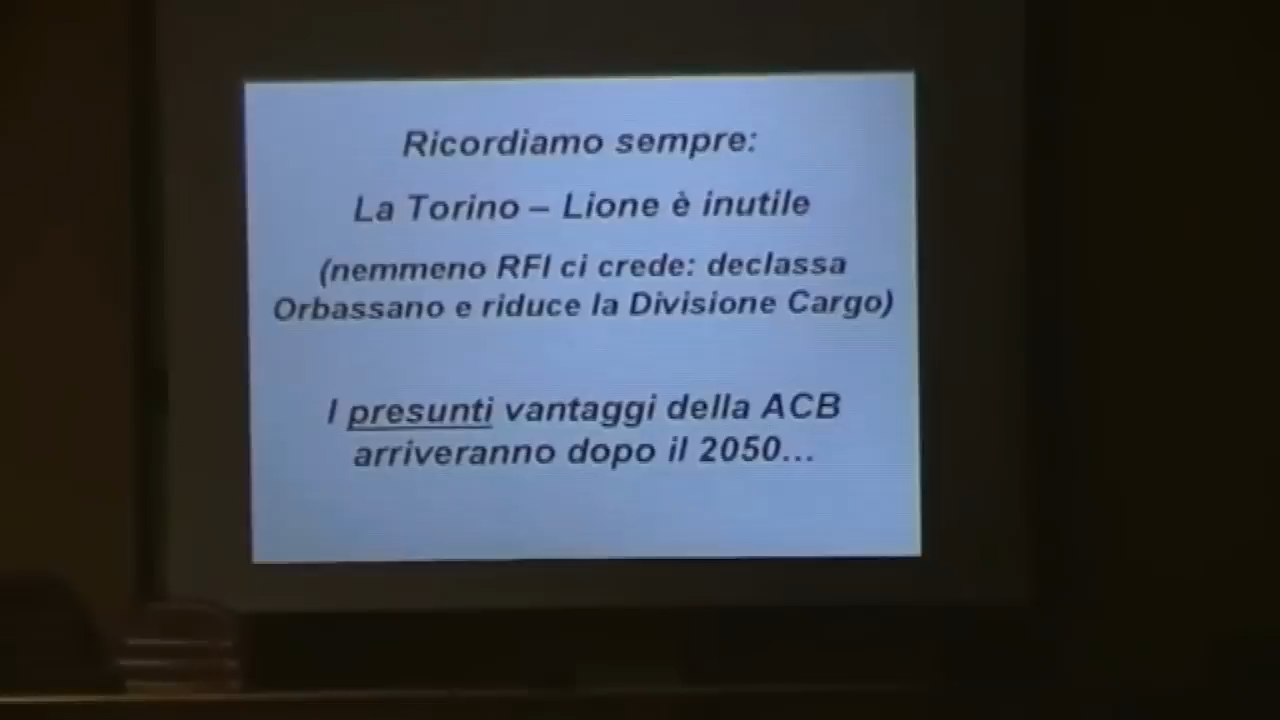 Ricordiamo sempre:
La Torino – Lione è inutile
(nemmeno RFI ci crede: declassa
Orbassano e riduce la Divisione Cargo)
I presunti vantaggi della ACB
arriveranno dopo il 2050...